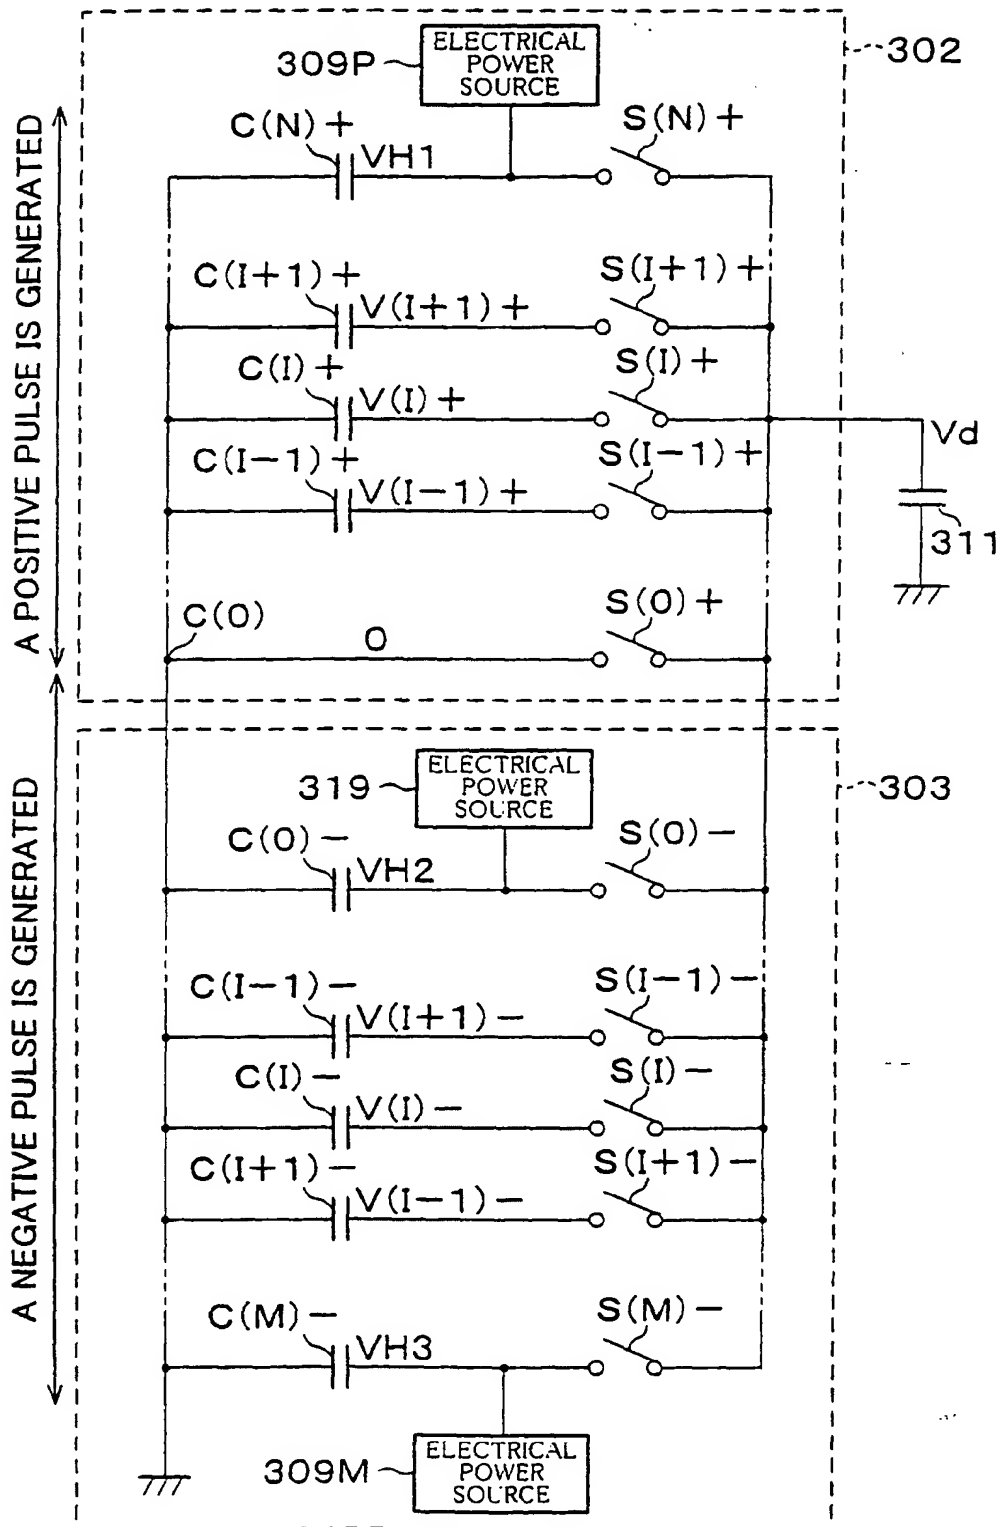 ELECTRICAL
POWER
SOURCE
309P
302
C(N)+
VH1
S(N)+
A POSITIVE PULSE IS GENERATED
C(I+1)+
V(I+1)+
S(I+1)+
C(I)+
V(I)+
S(I)+
Vd
C(I-1)+
V(I-1)+
S(I-1)+
311
C(0)
0
S(0)+
ELECTRICAL
POWER
SOURCE
319
303
C(0)-
VH2
S(0)-
A NEGATIVE PULSE IS GENERATED
C(I-1)-
V(I+1)-
S(I-1)-
C(I)-
V(I)-
S(I)-
C(I+1)-
V(I-1)-
S(I+1)-
C(M)-
VH3
S(M)-
309M
ELECTRICAL
POWER
SOURCE